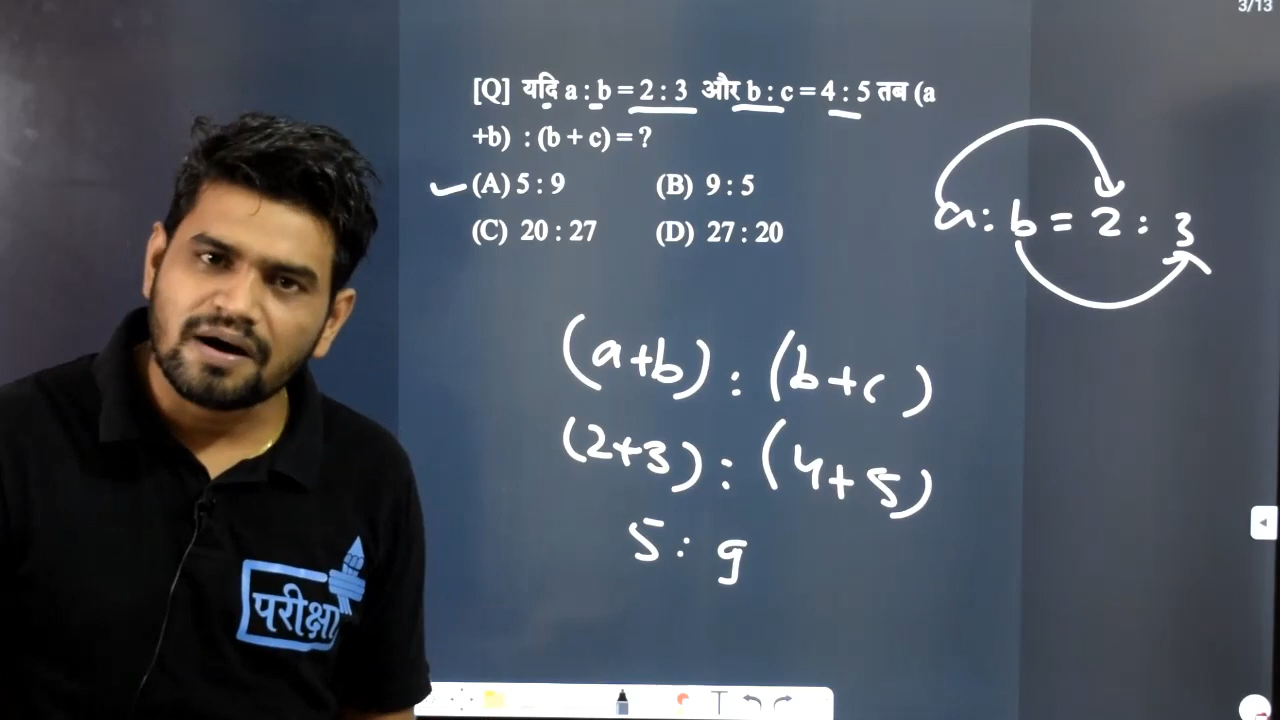 3/13
[Q] यदि a : b = 2 : 3 और b : c = 4 : 5 तब (a
+b) : (b + c) = ?
(A) 5 : 9 (B) 9 : 5
(C) 20 : 27 (D) 27 : 20
a : b = 2 : 3
(a+b) : (b+c)
(2+3) : (4+5)
5 : 9
परीक्षा
T